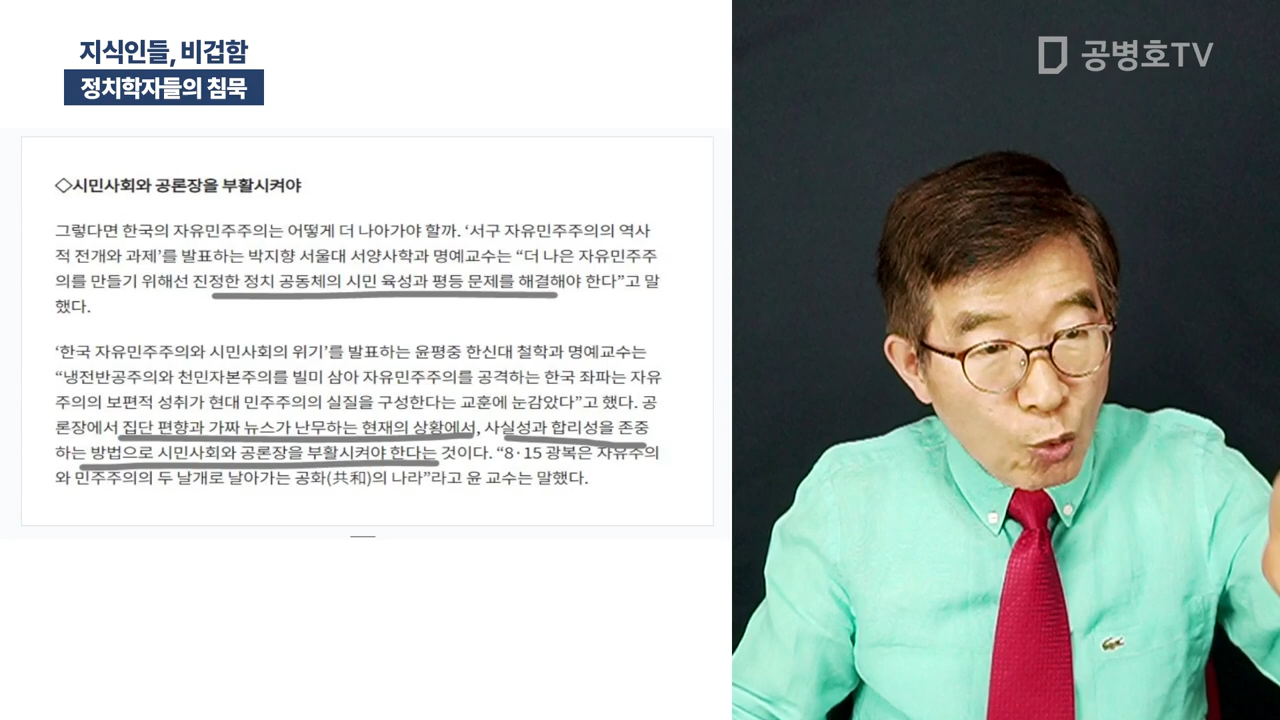 지식인들, 비겁함
정치학자들의 침묵
공병호TV
◇시민사회와 공론장을 부활시켜야
그렇다면 한국의 자유민주주의는 어떻게 더 나아가야 할까. ‘서구 자유민주주의의 역사
적 전개와 과제’를 발표하는 박지향 서울대 서양사학과 명예교수는 “더 나은 자유민주주
의를 만들기 위해선 진정한 정치 공동체의 시민 육성과 평등 문제를 해결해야 한다”고 말
했다.
‘한국 자유민주주의와 시민사회의 위기’를 발표하는 윤평중 한신대 철학과 명예교수는
“냉전반공주의와 천민자본주의를 빌미 삼아 자유민주주의를 공격하는 한국 좌파는 자유
주의의 보편적 성취가 현대 민주주의의 실질을 구성한다는 교훈에 눈감았다”고 했다. 공
론장에서 집단 편향과 가짜 뉴스가 난무하는 현재의 상황에서, 사실성과 합리성을 존중
하는 방법으로 시민사회와 공론장을 부활시켜야 한다는 것이다. “8·15 광복은 자유주의
와 민주주의의 두 날개로 날아가는 공화(共和)의 나라”라고 윤 교수는 말했다.